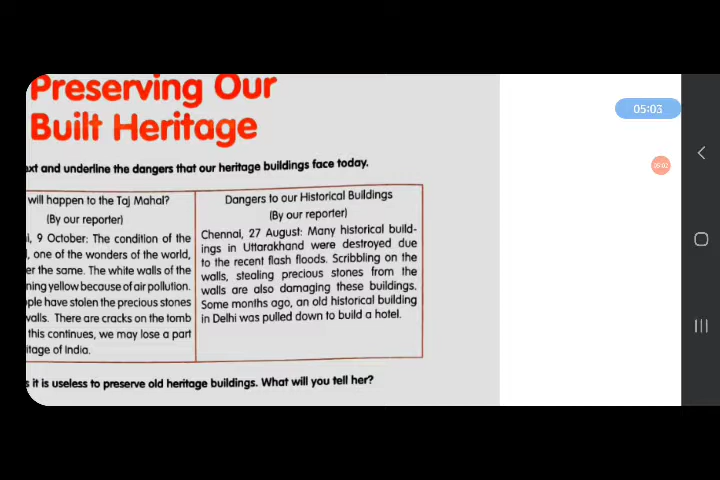 Preserving Our
Built Heritage
ext and underline the dangers that our heritage buildings face today.
will happen to the Taj Mahal?
(By our reporter)
i, 9 October: The condition of the
l, one of the wonders of the world,
er the same. The white walls of the
ning yellow because of air pollution.
ple have stolen the precious stones
valls. There are cracks on the tomb
this continues, we may lose a part
itage of India.
Dangers to our Historical Buildings
(By our reporter)
Chennai, 27 August: Many historical build-
ings in Uttarakhand were destroyed due
to the recent flash floods. Scribbling on the
walls, stealing precious stones from the
walls are also damaging these buildings.
Some months ago, an old historical building
in Delhi was pulled down to build a hotel.
s it is useless to preserve old heritage buildings. What will you tell her?
05:03
05:02